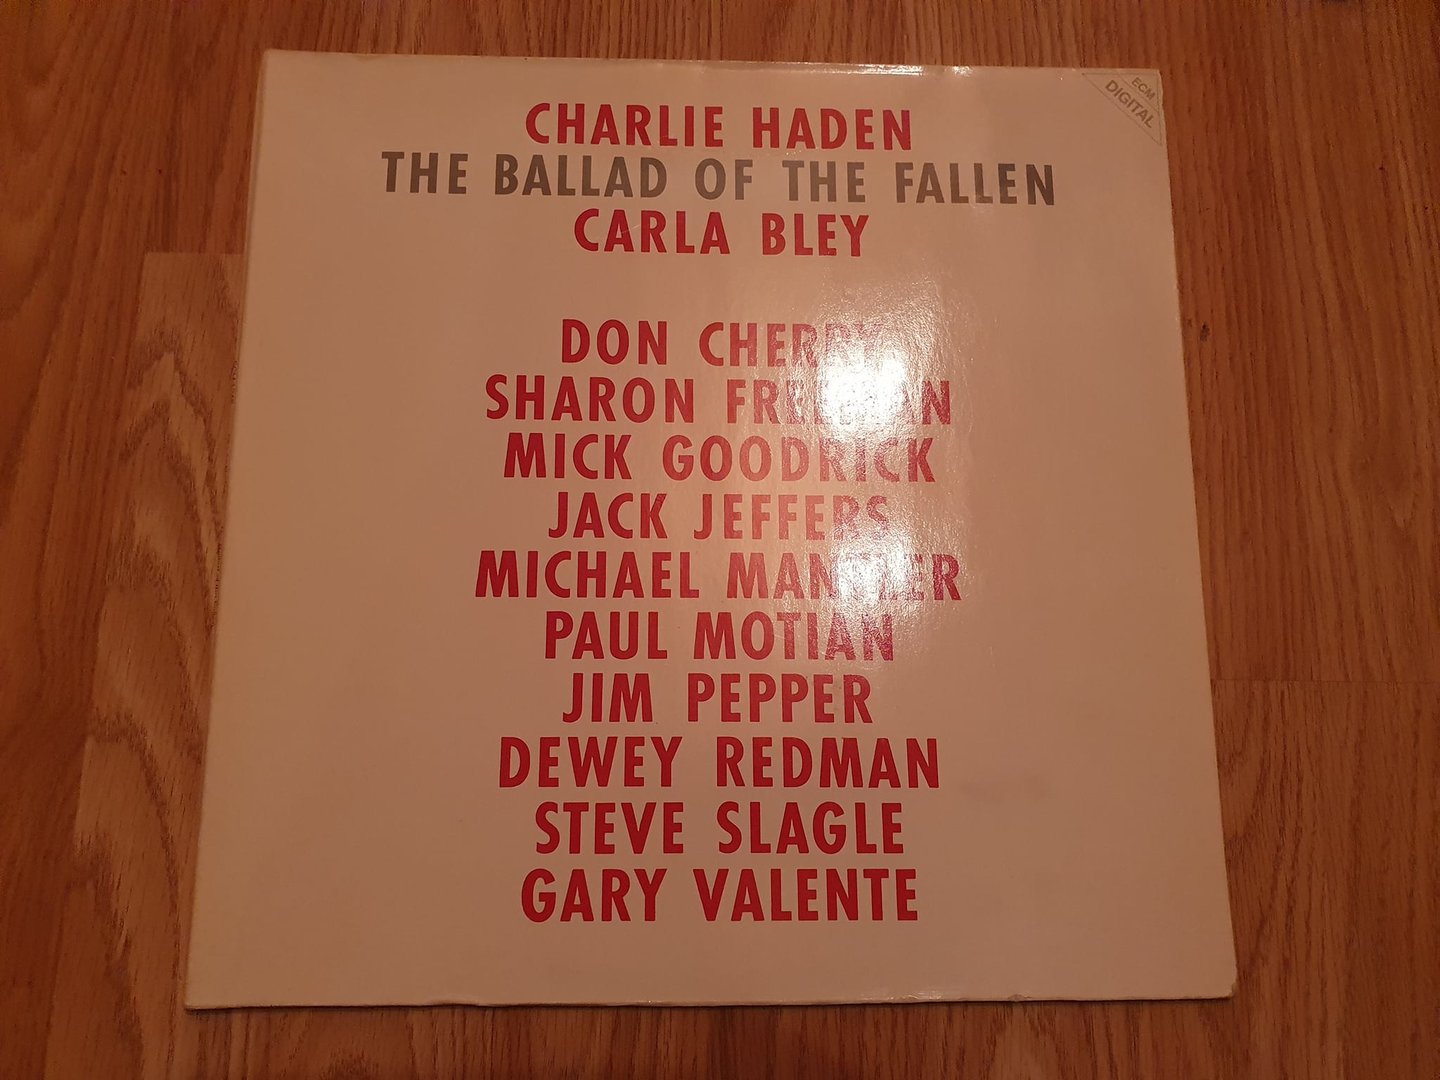 CHARLIE HADEN
THE BALLAD OF THE FALLEN
CARLA BLEY
DON CHERRY
SHARON FREEMAN
MICK GOODRICK
JACK JEFFERS
MICHAEL MANTLER
PAUL MOTIAN
JIM PEPPER
DEWEY REDMAN
STEVE SLAGLE
GARY VALENTE
ECM
DIGITAL